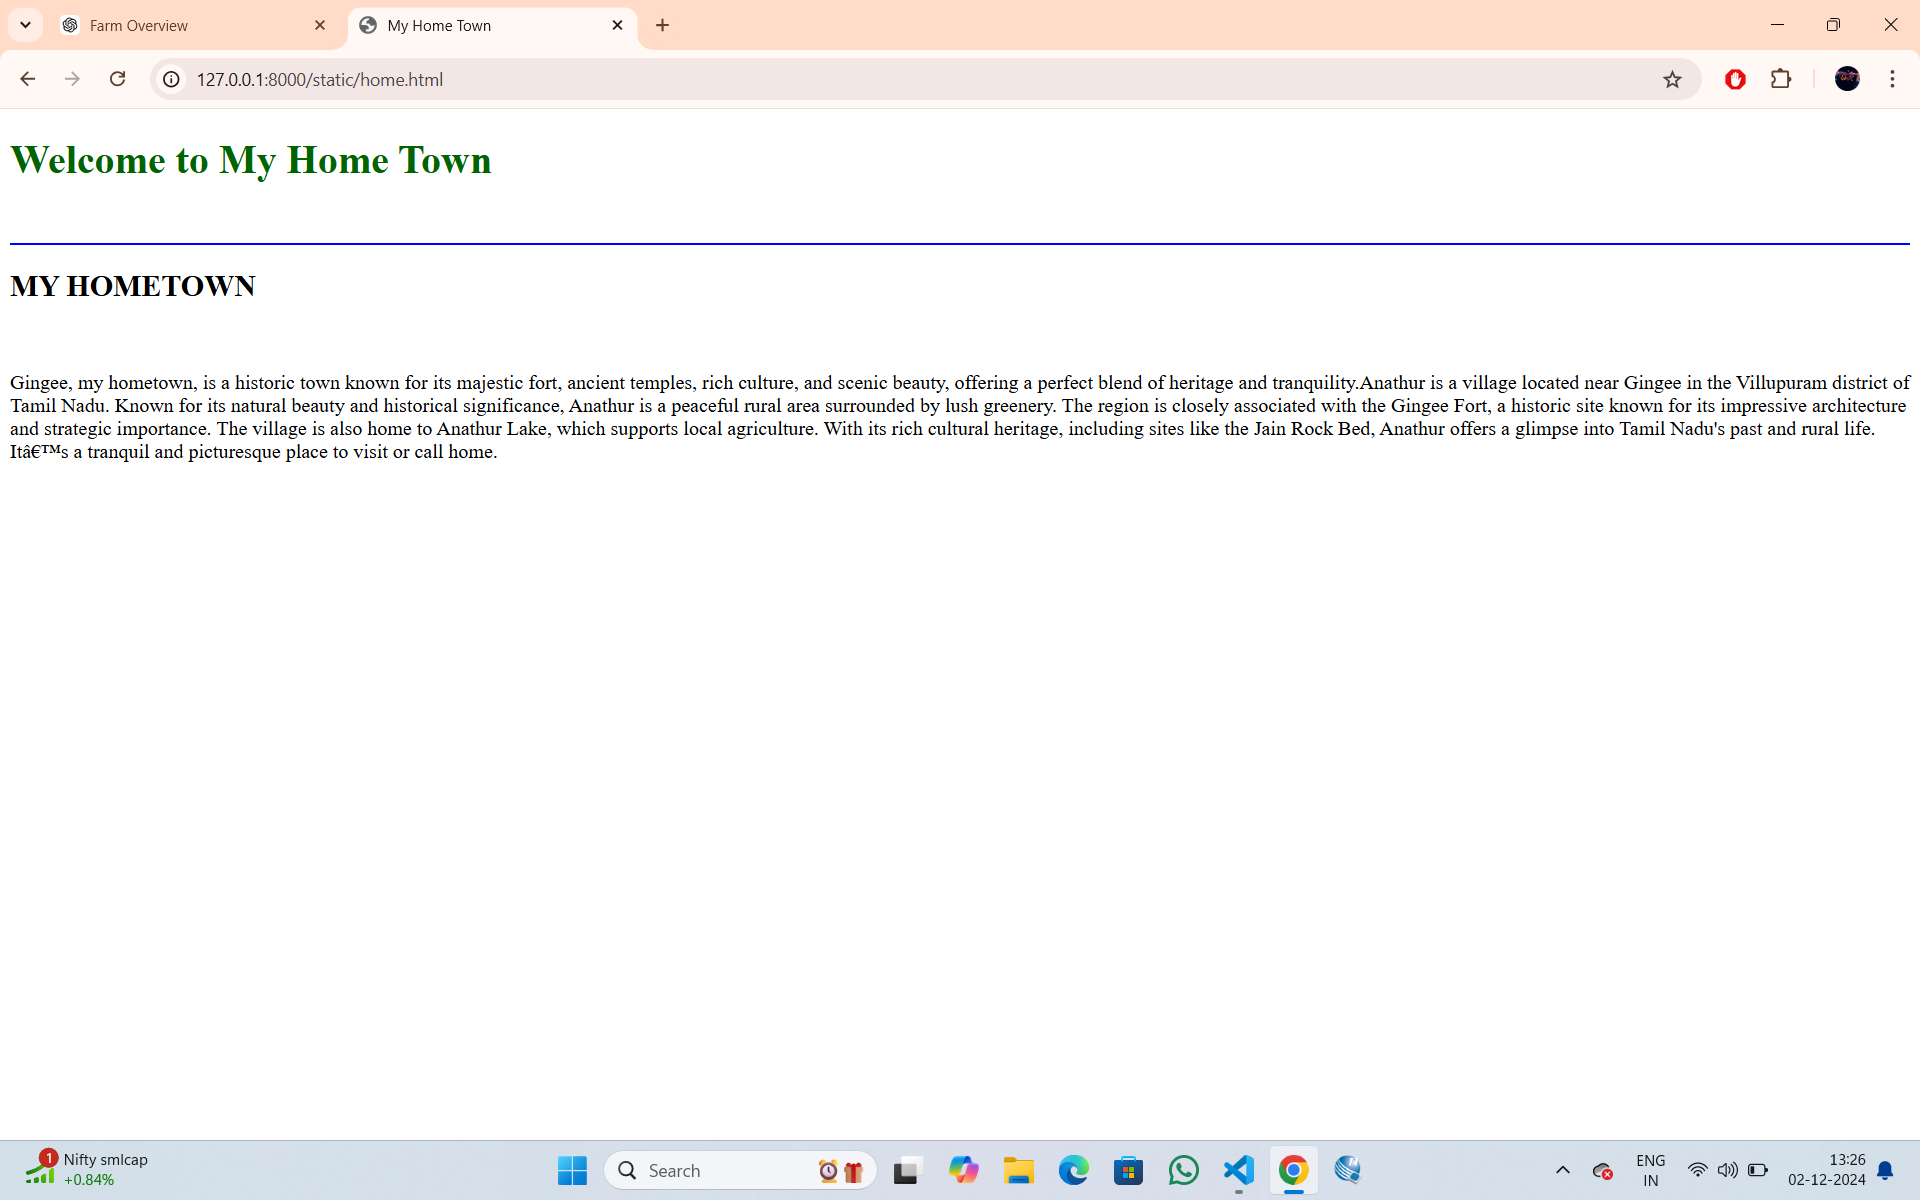 Farm Overview
My Home Town
127.0.0.1:8000/static/home.html
Welcome to My Home Town
MY HOMETOWN
Gingee, my hometown, is a historic town known for its majestic fort, ancient temples, rich culture, and scenic beauty, offering a perfect blend of heritage and tranquility.Anathur is a village located near Gingee in the Villupuram district of
Tamil Nadu. Known for its natural beauty and historical significance, Anathur is a peaceful rural area surrounded by lush greenery. The region is closely associated with the Gingee Fort, a historic site known for its impressive architecture
and strategic importance. The village is also home to Anathur Lake, which supports local agriculture. With its rich cultural heritage, including sites like the Jain Rock Bed, Anathur offers a glimpse into Tamil Nadu's past and rural life.
Itâ€™s a tranquil and picturesque place to visit or call home.
1
Nifty smlcap
+0.84%
Search
ENG
IN
13:26
02-12-2024